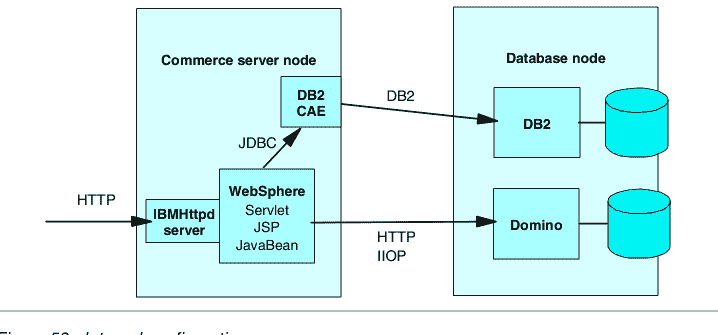 Commerce server node
Database node
DB2
CAE
DB2
DB2
JDBC
HTTP
WebSphere
Servlet
JSP
JavaBean
IBMHttpd
server
HTTP
IIOP
Domino